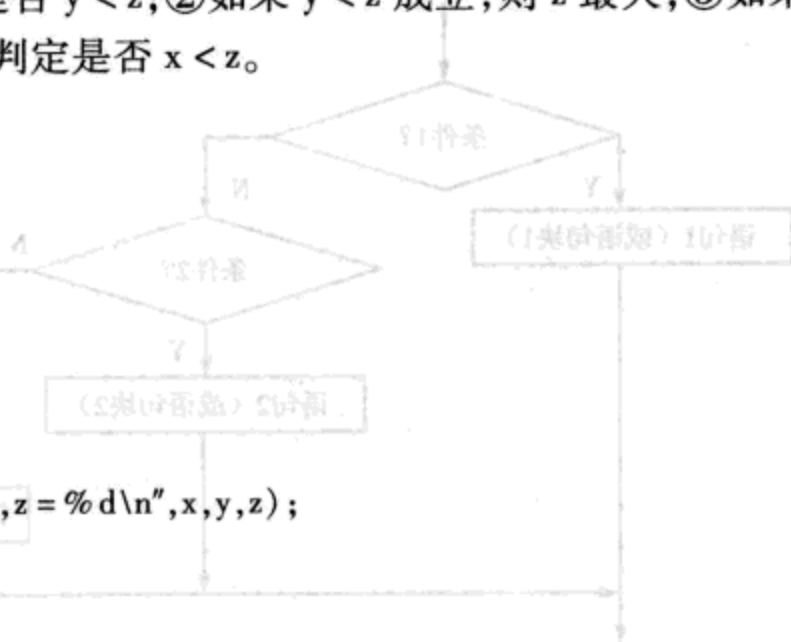 是否 y < z;②如果 y < z 成立,则 z 最大;③如果
判定是否 x < z。
条件1?
N
Y
语句1（或语句块1）
N
条件2?
Y
语句2（或语句块2）
,z = % d\n",x,y,z);